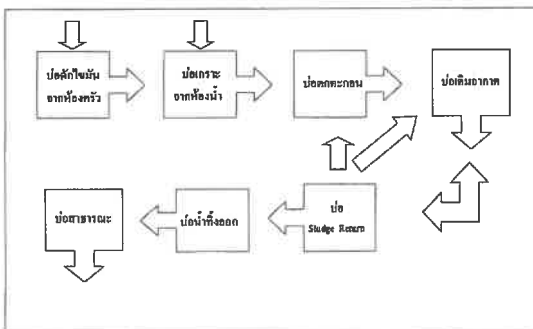 บ่อดักไขมัน
จากห้องครัว
บ่อเกราะ
จากห้องน้ำ
บ่อตกตะกอน
บ่อเติมอากาศ
บ่อสาธารณะ
บ่อน้ำทิ้งออก
บ่อ
Sludge Return